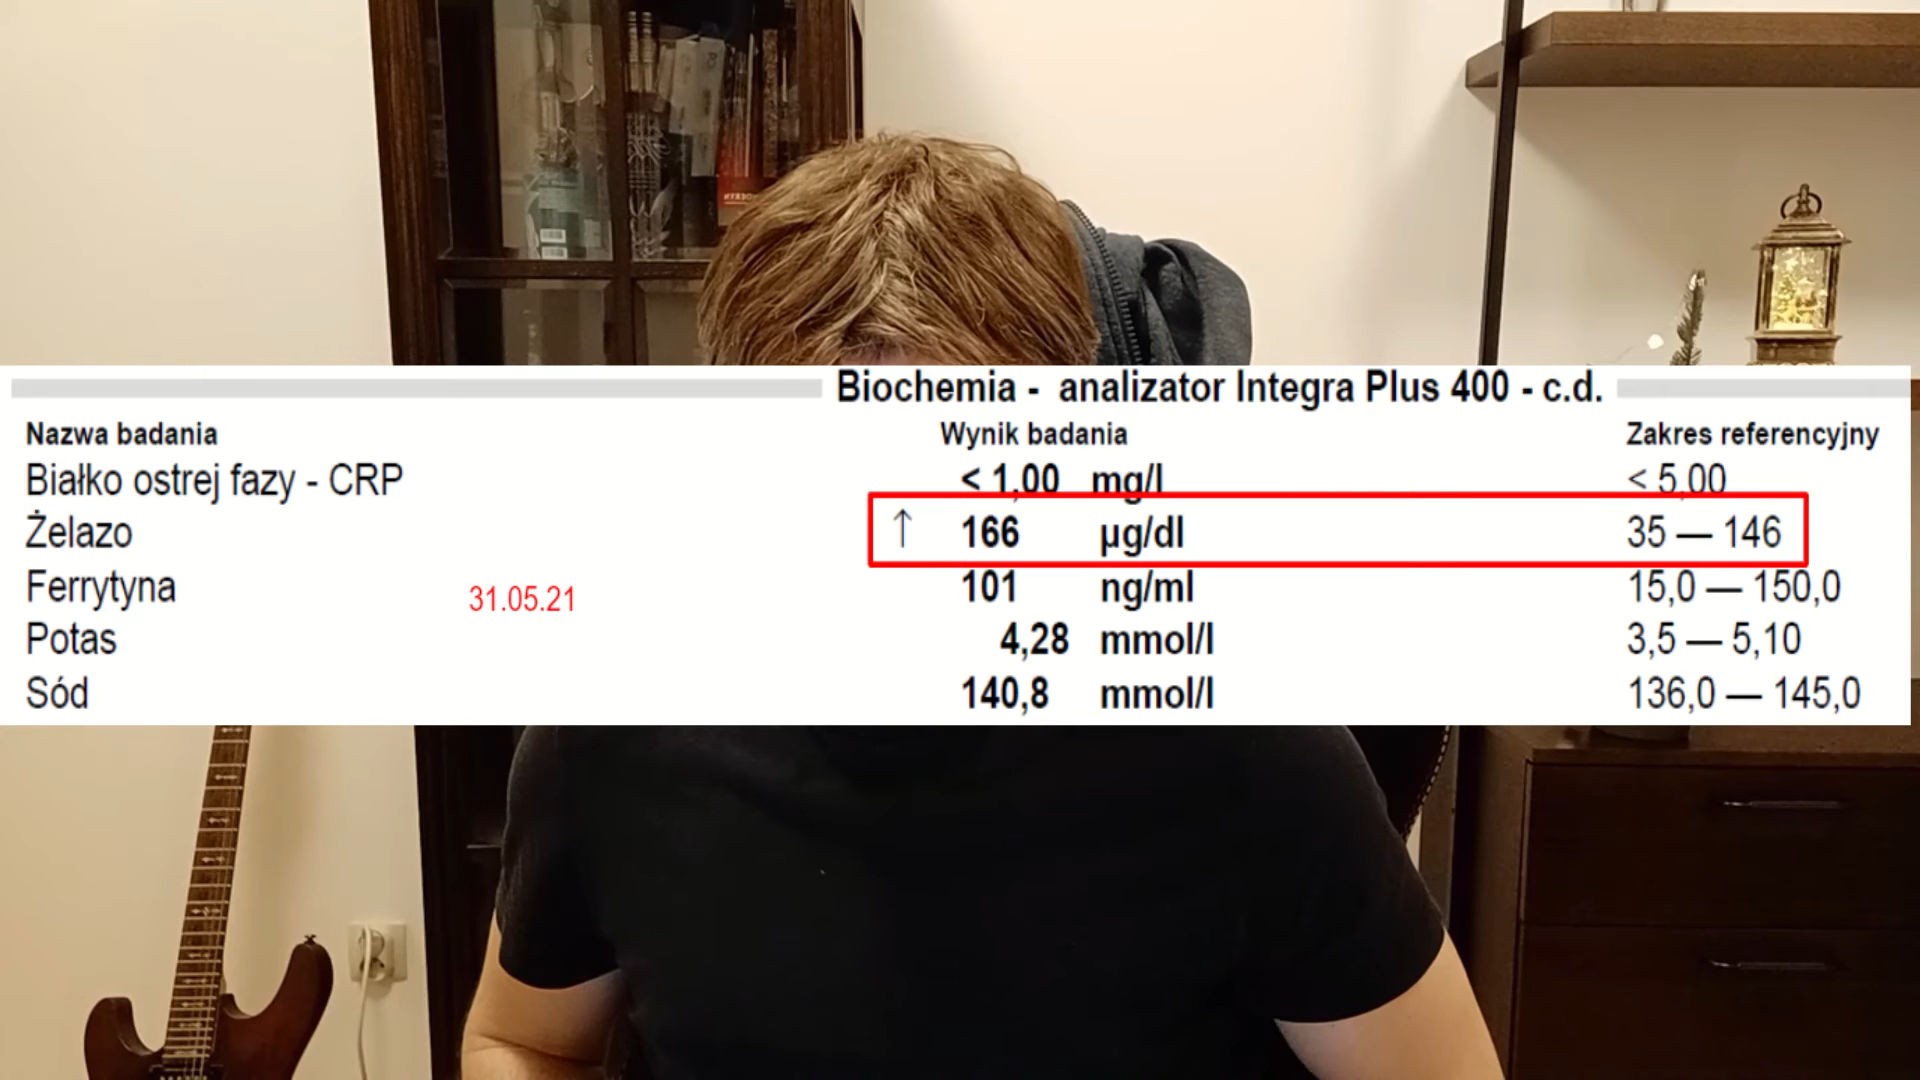 Biochemia - analizator Integra Plus 400 - c.d.
Nazwa badania Wynik badania Zakres referencyjny
Białko ostrej fazy - CRP < 1,00 mg/l < 5,00
Żelazo ↑ 166 µg/dl 35 — 146
Ferrytyna 31.05.21 101 ng/ml 15,0 — 150,0
Potas 4,28 mmol/l 3,5 — 5,10
Sód 140,8 mmol/l 136,0 — 145,0